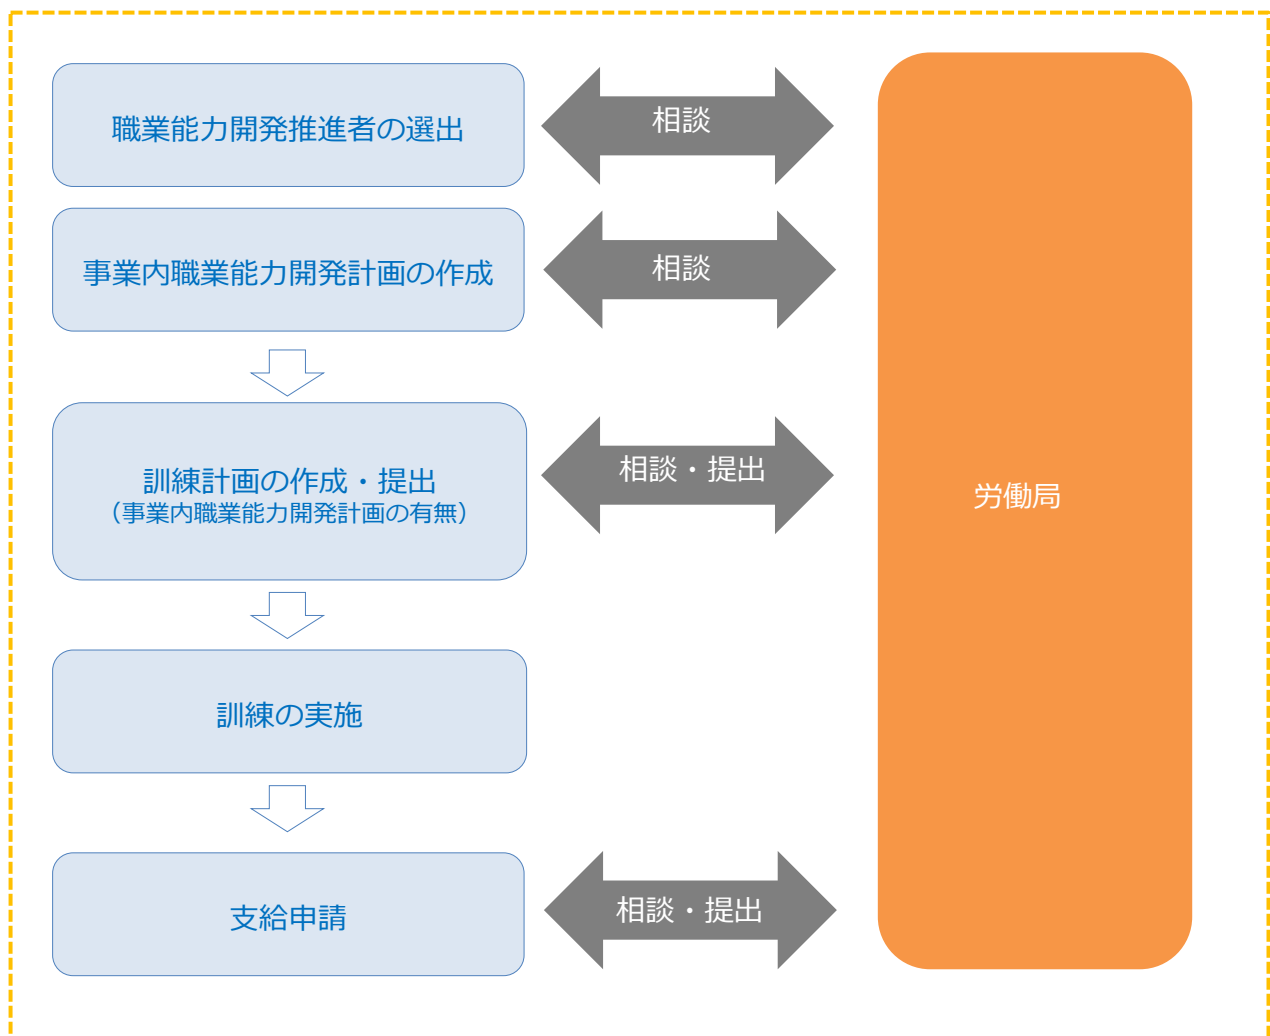 職業能力開発推進者の選出
相談
事業内職業能力開発計画の作成
相談
訓練計画の作成・提出
（事業内職業能力開発計画の有無）
相談・提出
労働局
訓練の実施
支給申請
相談・提出